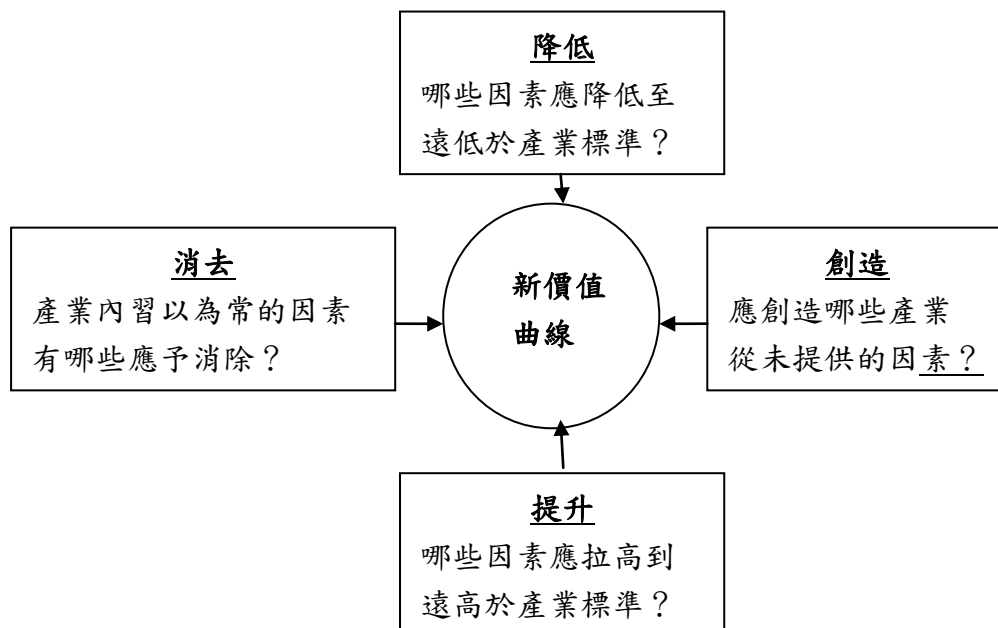 降低
哪些因素應降低至
遠低於產業標準？
消去
產業內習以為常的因素
有哪些應予消除？
新價值
曲線
創造
應創造哪些產業
從未提供的因素？
提升
哪些因素應拉高到
遠高於產業標準？